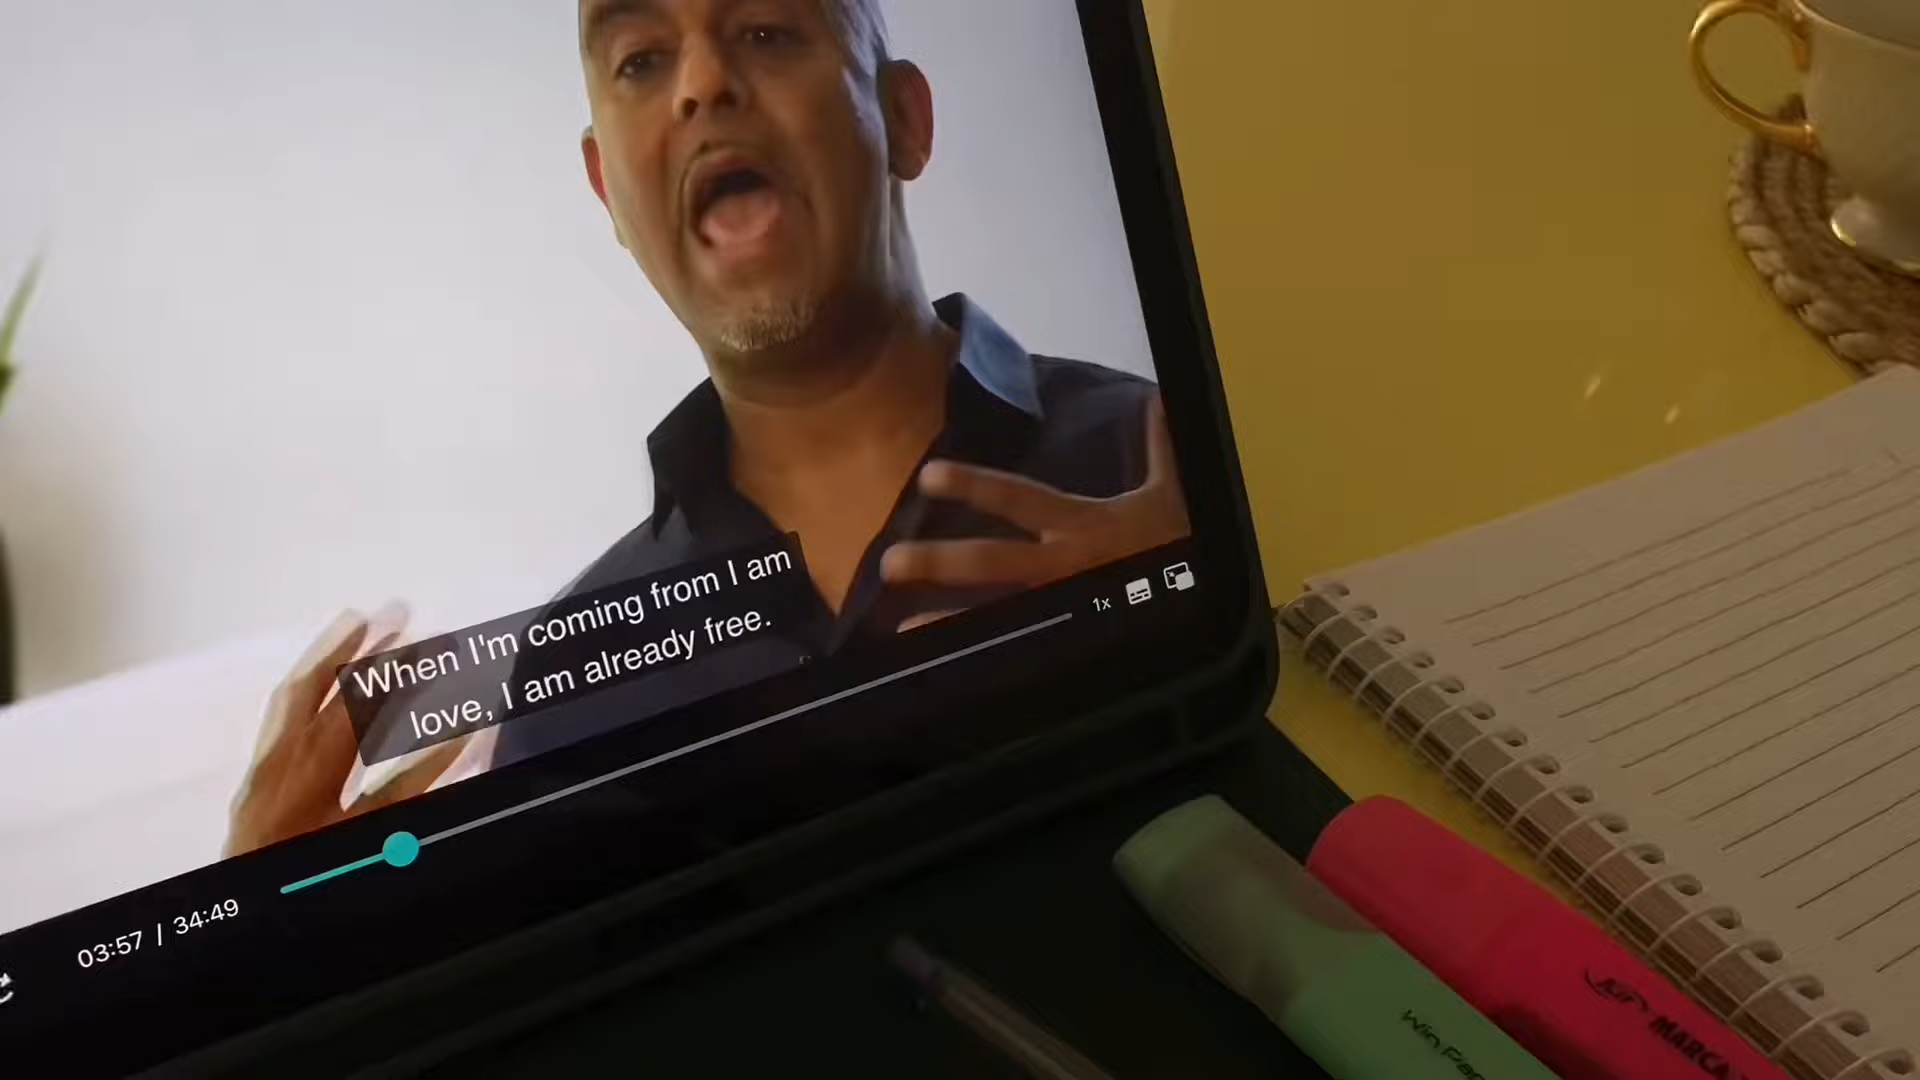 When I'm coming from I am
love, I am already free.
1x
03:57 / 34:49
MARCA